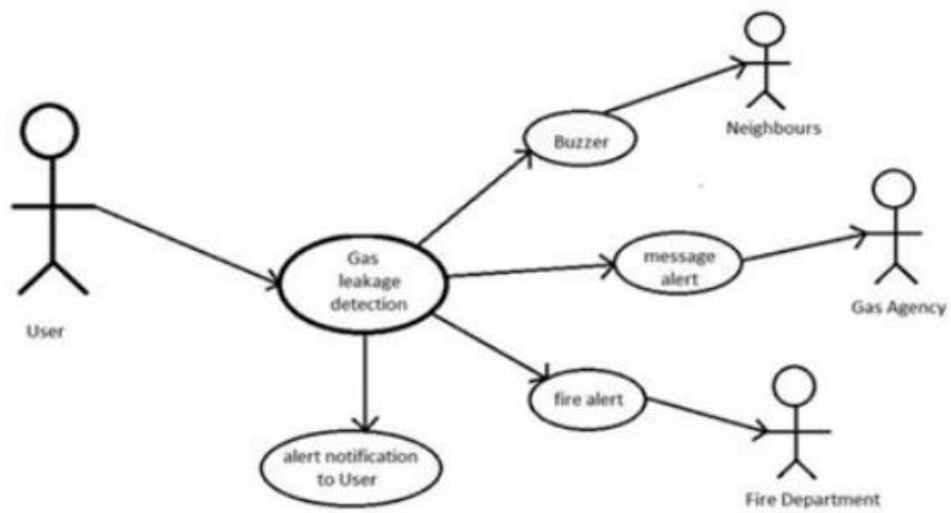 Neighbours
Buzzer
Gas
leakage
detection
message
alert
Gas Agency
User
fire alert
alert notification
to User
Fire Department